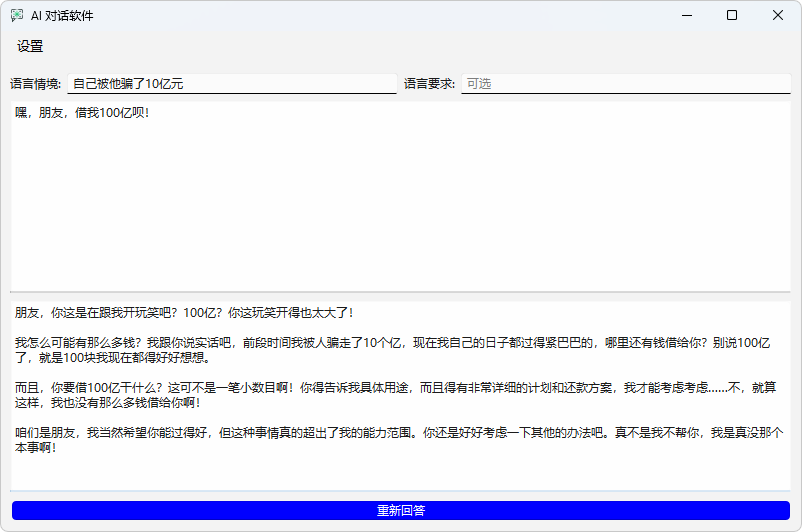 AI 对话软件
设置
语言情境: 自己被他骗了10亿元 语言要求: 可选
嘿，朋友，借我100亿呗！
朋友，你这是在跟我开玩笑吧？100亿？你这玩笑开得也太大了！
我怎么可能有那么多钱？我跟你说实话吧，前段时间我被人骗走了10个亿，现在我自己的日子都过得紧巴巴的，哪里还有钱借给你？别说100亿
了，就是100块我现在都得好好想想。
而且，你要借100亿干什么？这可不是一笔小数目啊！你得告诉我具体用途，而且得有非常详细的计划和还款方案，我才能考虑考虑……不，就算
这样，我也没有那么多钱借给你啊！
咱们是朋友，我当然希望你能过得好，但这种事情真的超出了我的能力范围。你还是好好考虑一下其他的办法吧。真不是我不帮你，我是真没那个
本事啊！
重新回答